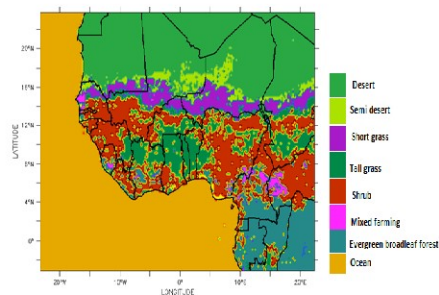 20°N
16°N
12°N
8°N
4°N
0°
LATITUDE
20°W
10°W
0°
10°E
20°E
LONGITUDE
Desert
Semi desert
Short grass
Tall grass
Shrub
Mixed farming
Evergreen broadleaf forest
Ocean